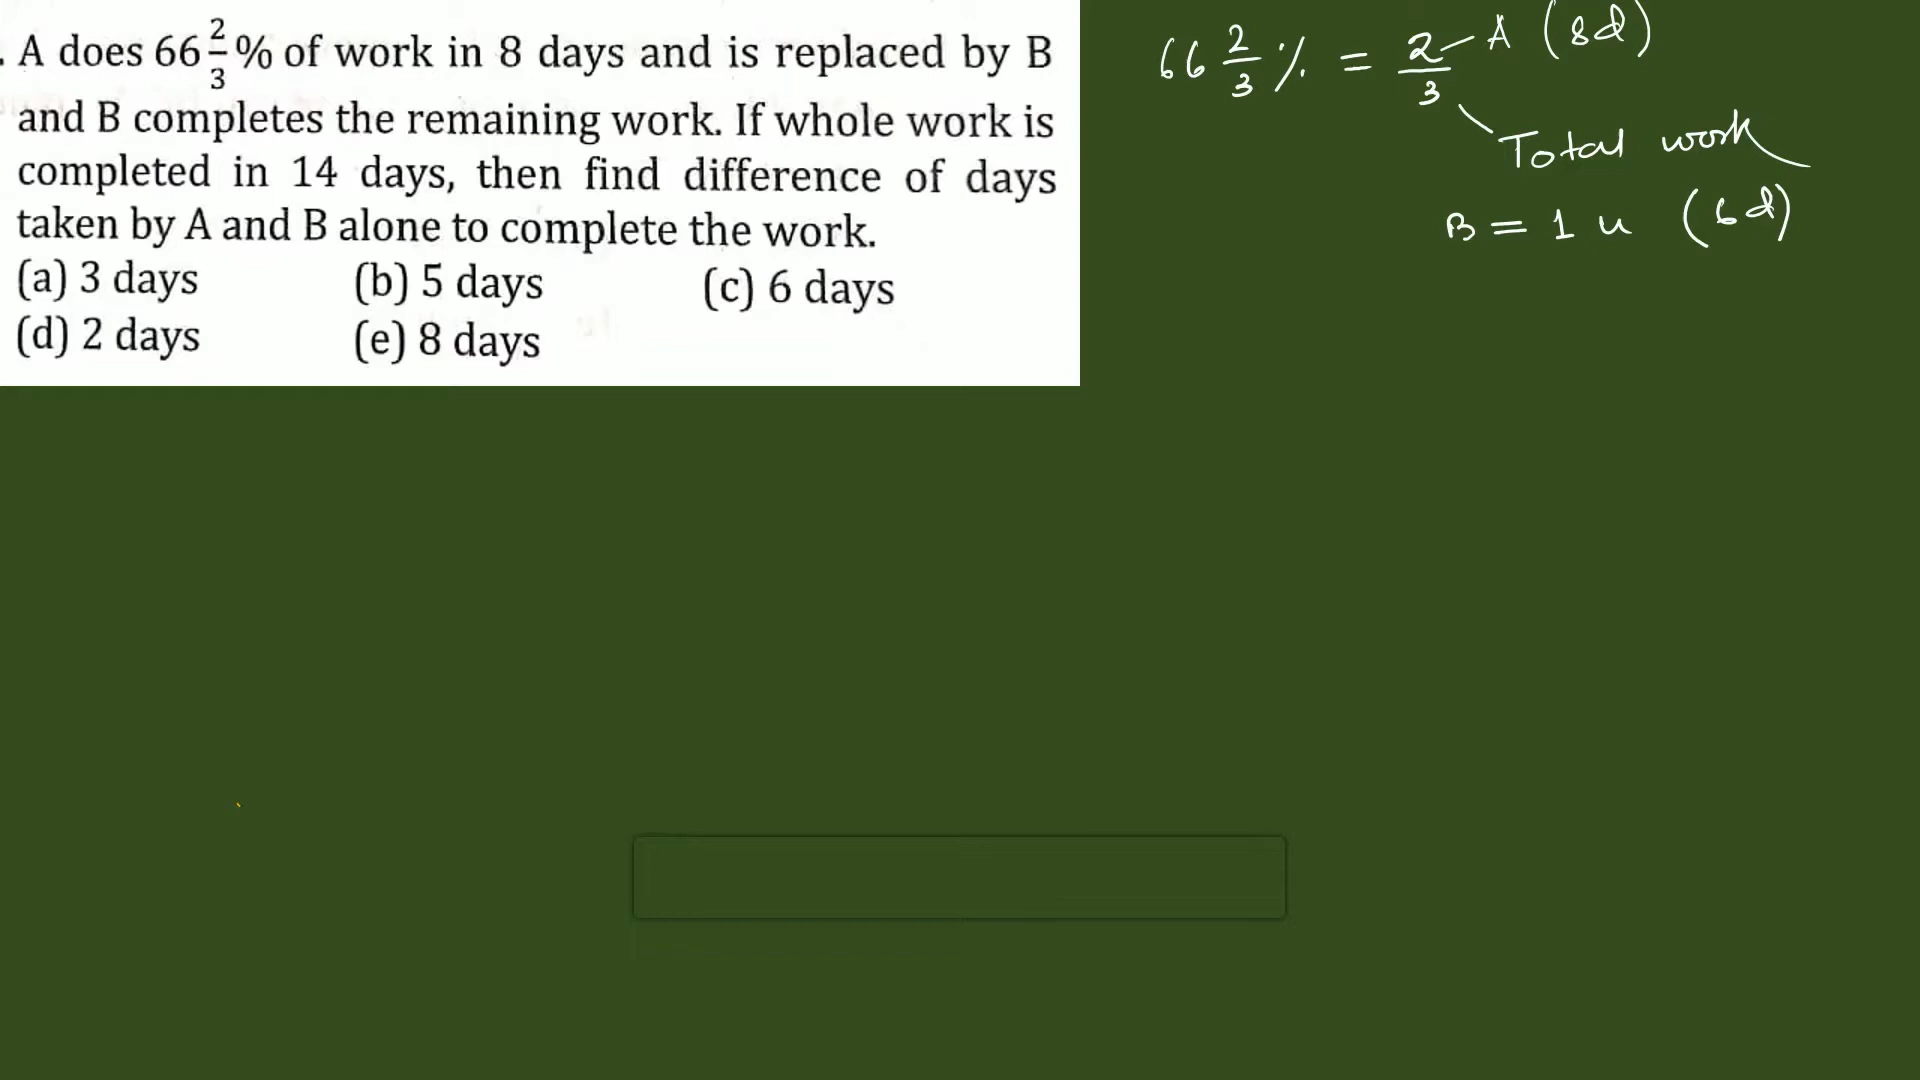 . A does 66 2/3% of work in 8 days and is replaced by B
and B completes the remaining work. If whole work is
completed in 14 days, then find difference of days
taken by A and B alone to complete the work.
(a) 3 days (b) 5 days (c) 6 days
(d) 2 days (e) 8 days
66 2/3 % = 2/3 A (8d)
Total work
B = 1 u (6d)